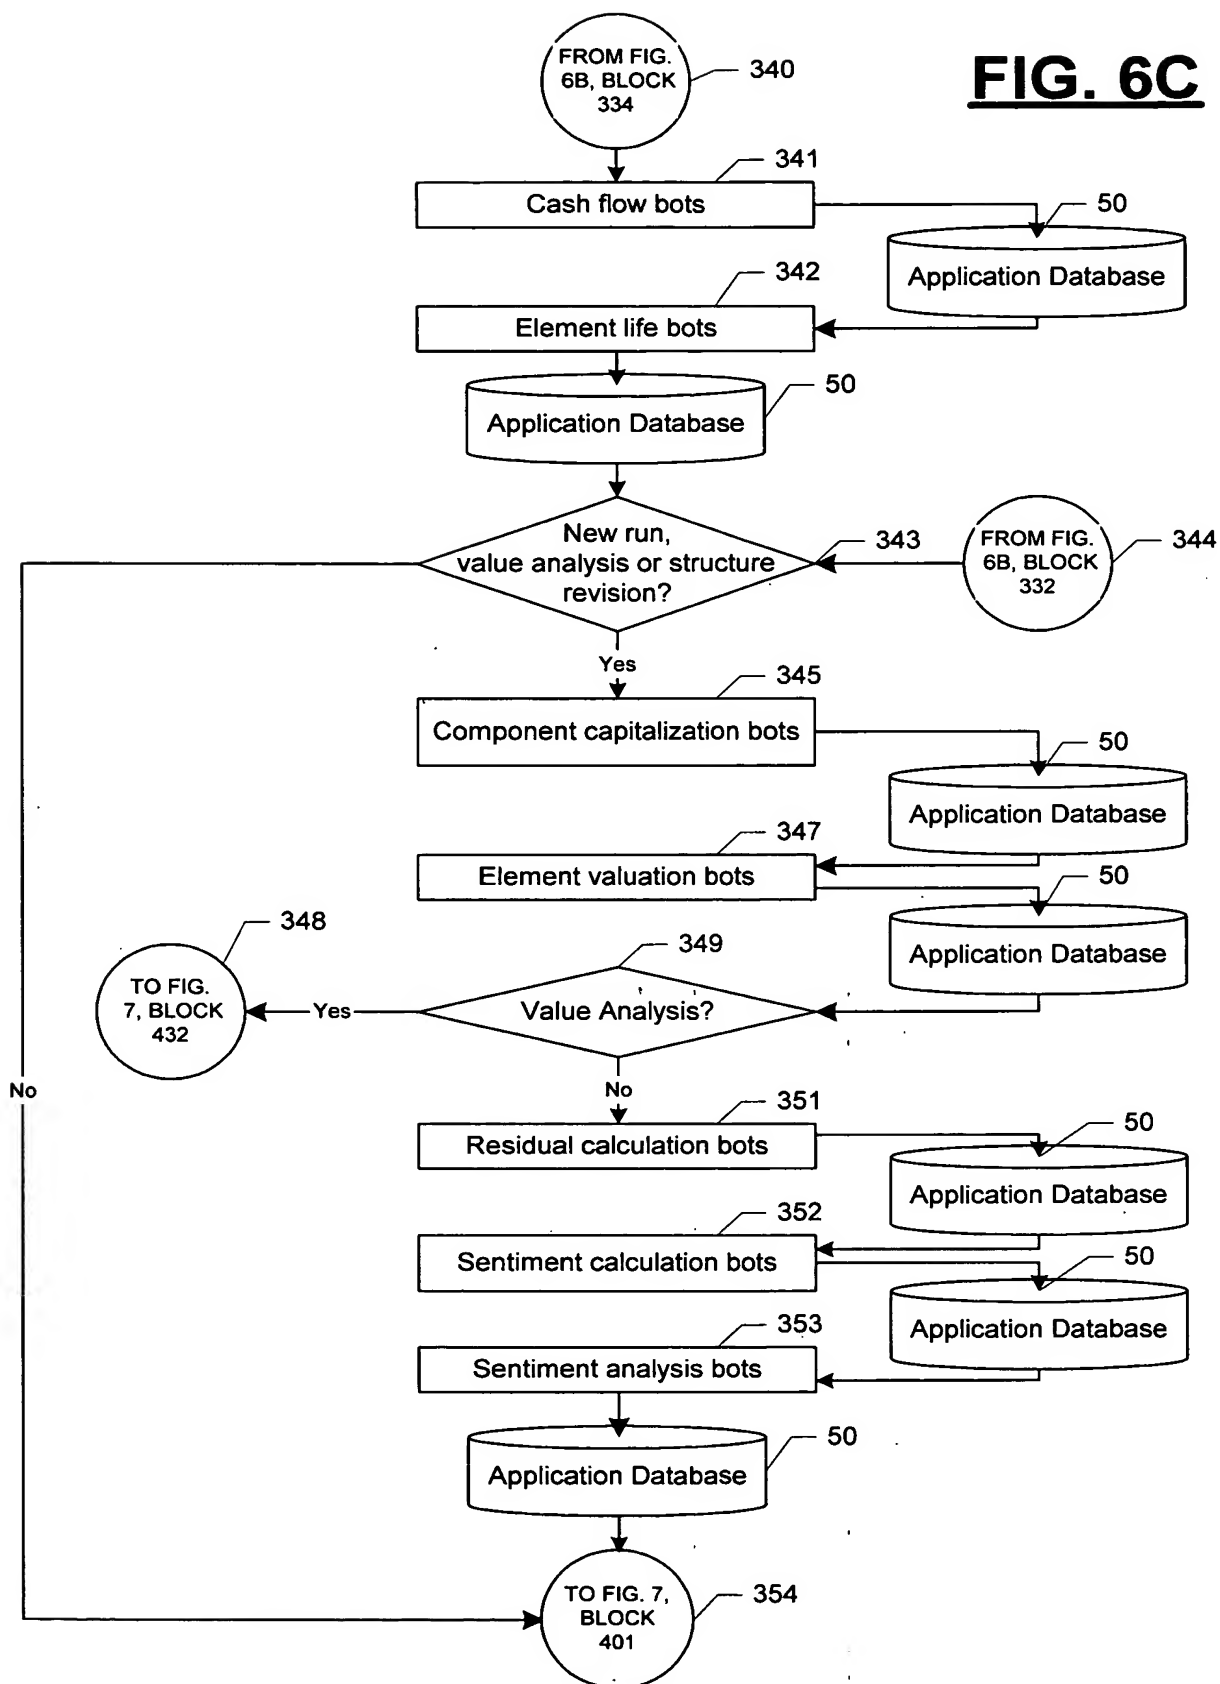 FROM FIG.
6B, BLOCK
334
340
FIG. 6C
341
Cash flow bots
50
Application Database
342
Element life bots
50
Application Database
New run,
value analysis or structure
revision?
343
FROM FIG.
6B, BLOCK
332
344
Yes
345
Component capitalization bots
50
Application Database
347
Element valuation bots
50
Application Database
348
TO FIG.
7, BLOCK
432
Yes
349
Value Analysis?
No
No
351
Residual calculation bots
50
Application Database
352
Sentiment calculation bots
50
Application Database
353
Sentiment analysis bots
50
Application Database
TO FIG. 7,
BLOCK
401
354